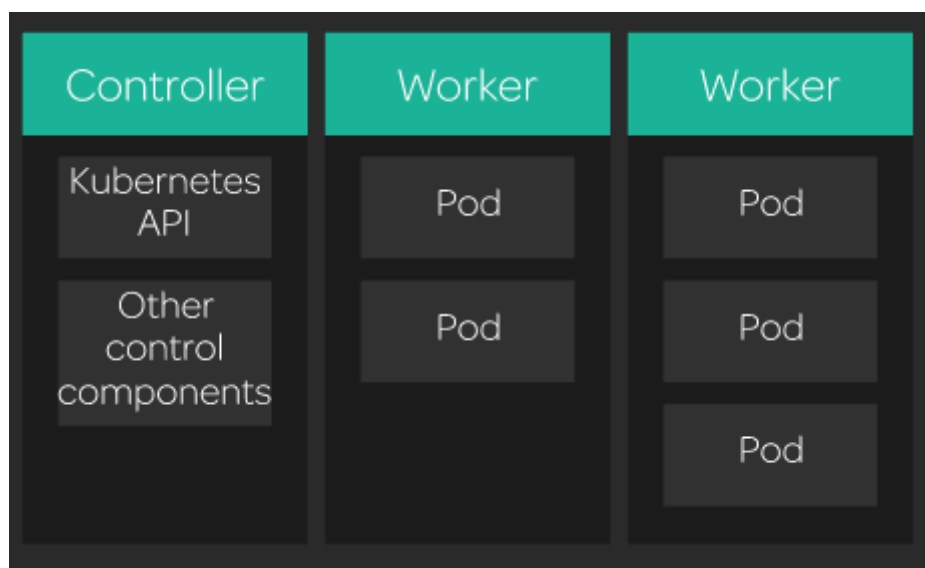 Controller
Kubernetes
API
Other
control
components
Worker
Pod
Pod
Worker
Pod
Pod
Pod